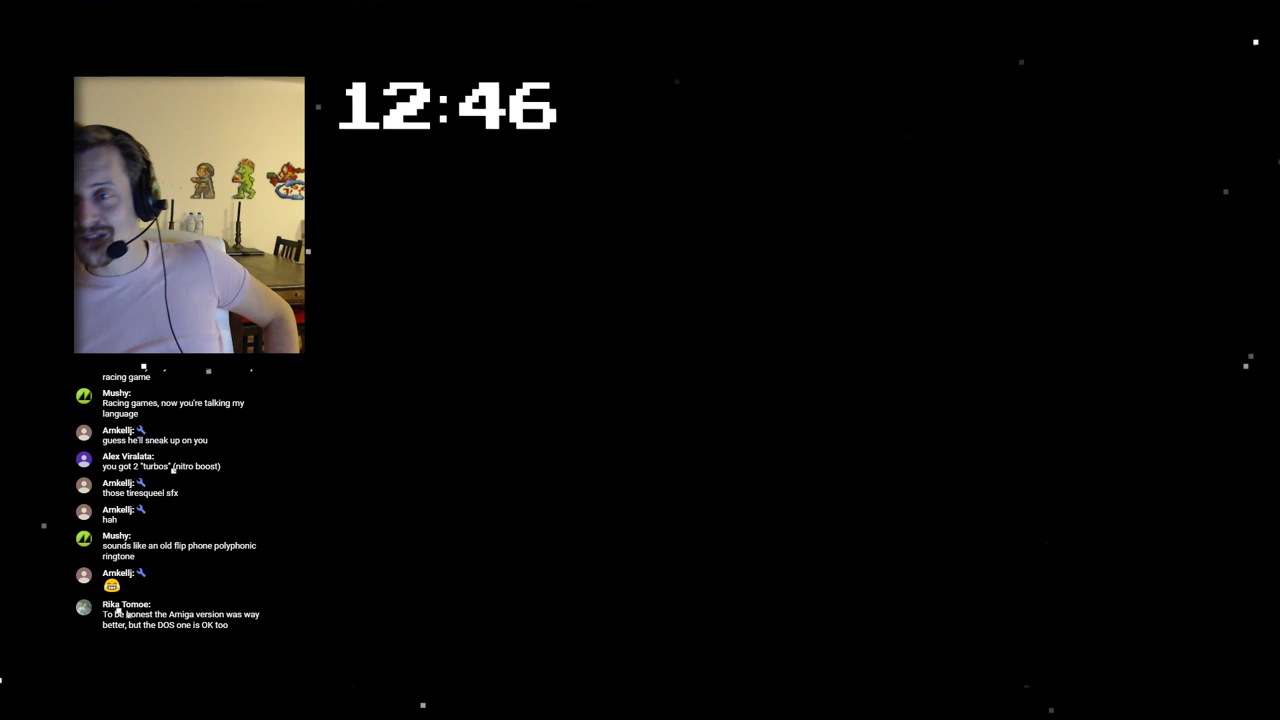 12:46
racing game
Mushy:
Racing games, now you're talking my
language
Arnkellj:
guess he'll sneak up on you
Alex Viralata:
you got 2 "turbos" (nitro boost)
Arnkellj:
those tiresqueel sfx
Arnkellj:
hah
Mushy:
sounds like an old flip phone polyphonic
ringtone
Arnkellj:
Rika Tomoe:
To be honest the Amiga version was way
better, but the DOS one is OK too